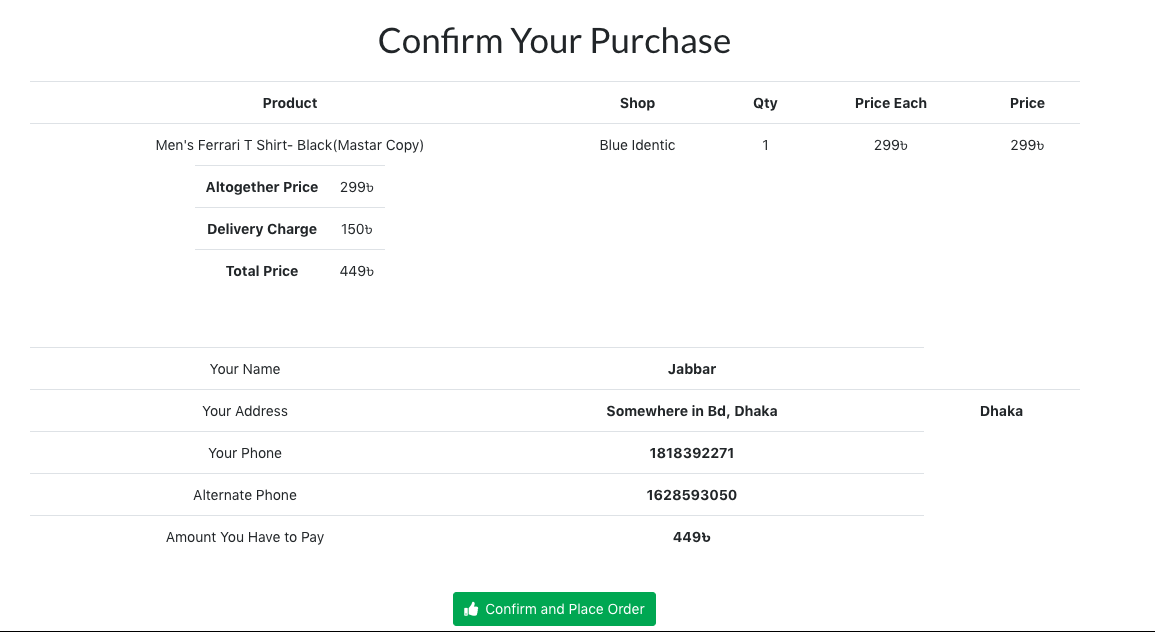 Confirm Your Purchase
Product Shop Qty Price Each Price
Men's Ferrari T Shirt- Black(Mastar Copy) Blue Identic 1 299৳ 299৳
Altogether Price 299৳
Delivery Charge 150৳
Total Price 449৳
Your Name Jabbar
Your Address Somewhere in Bd, Dhaka Dhaka
Your Phone 1818392271
Alternate Phone 1628593050
Amount You Have to Pay 449৳
Confirm and Place Order